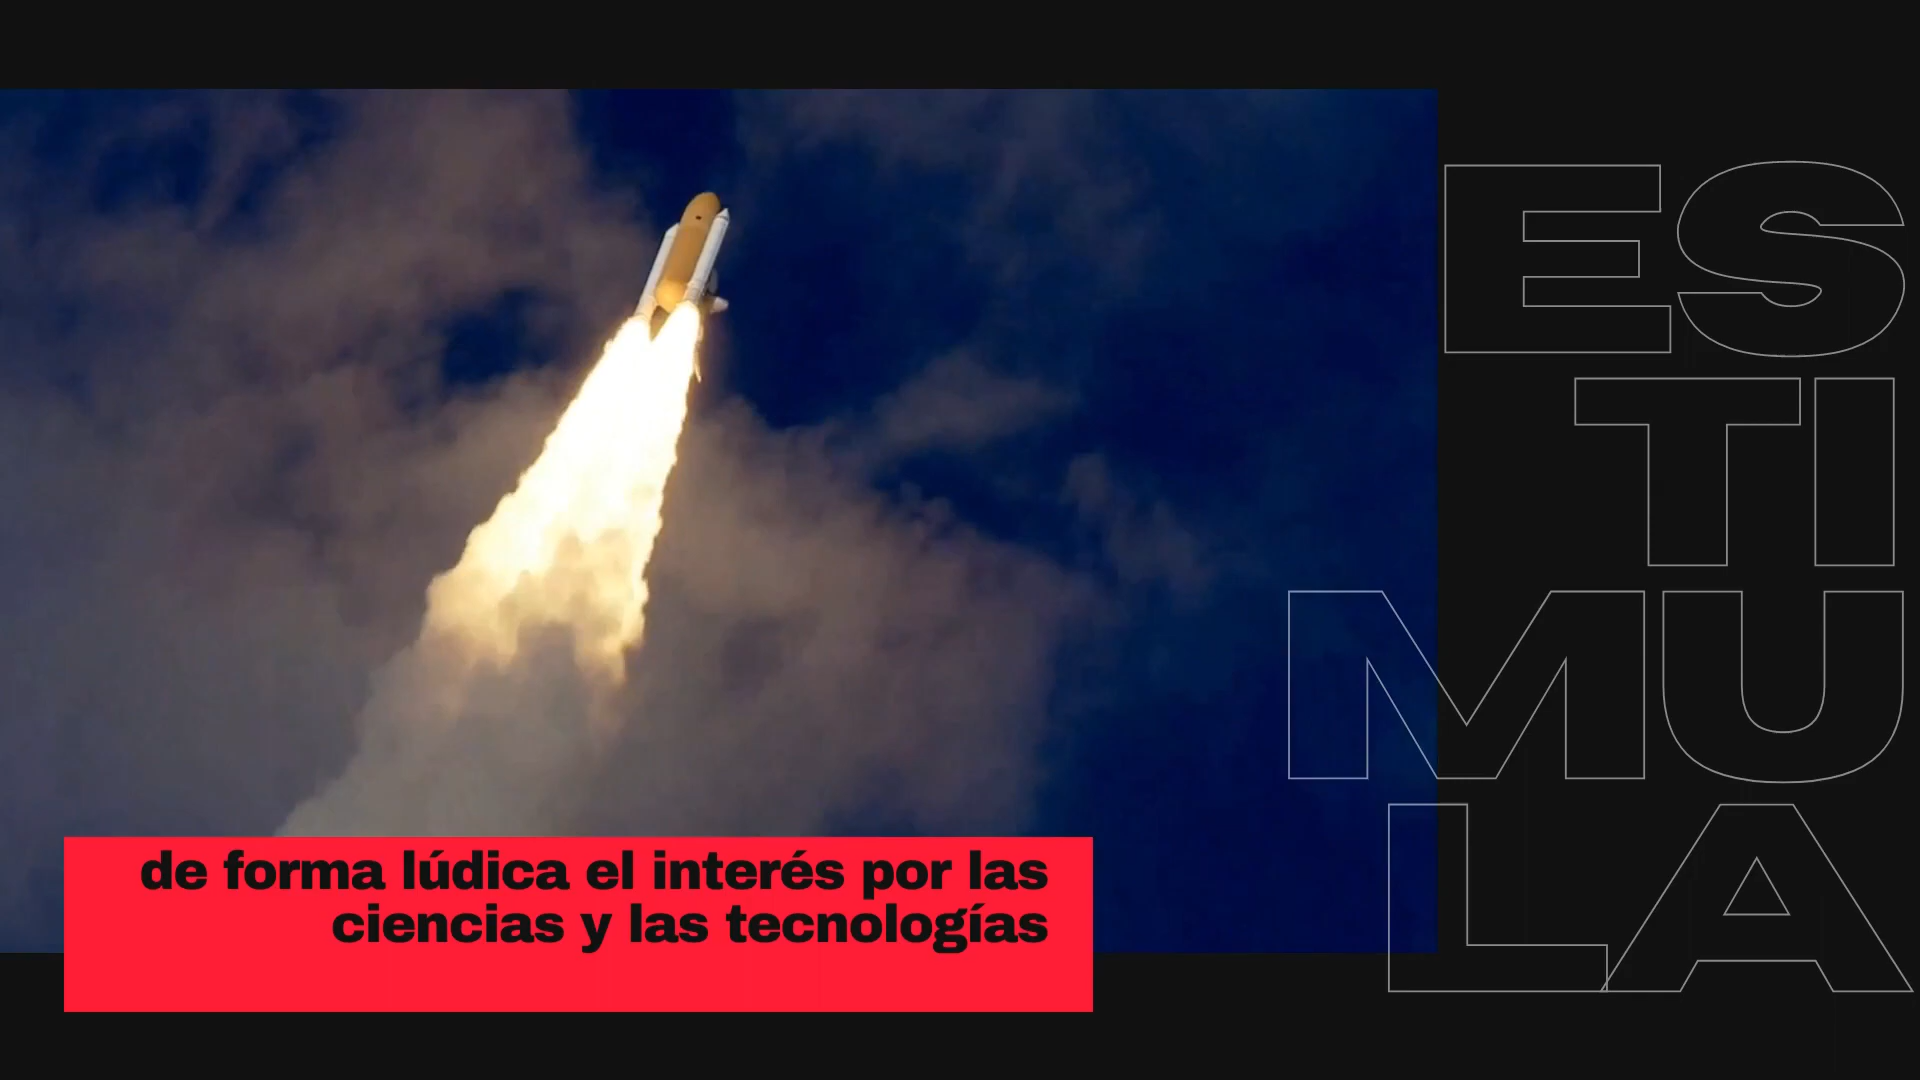 ES
TI
MU
LA
de forma lúdica el interés por las
ciencias y las tecnologías